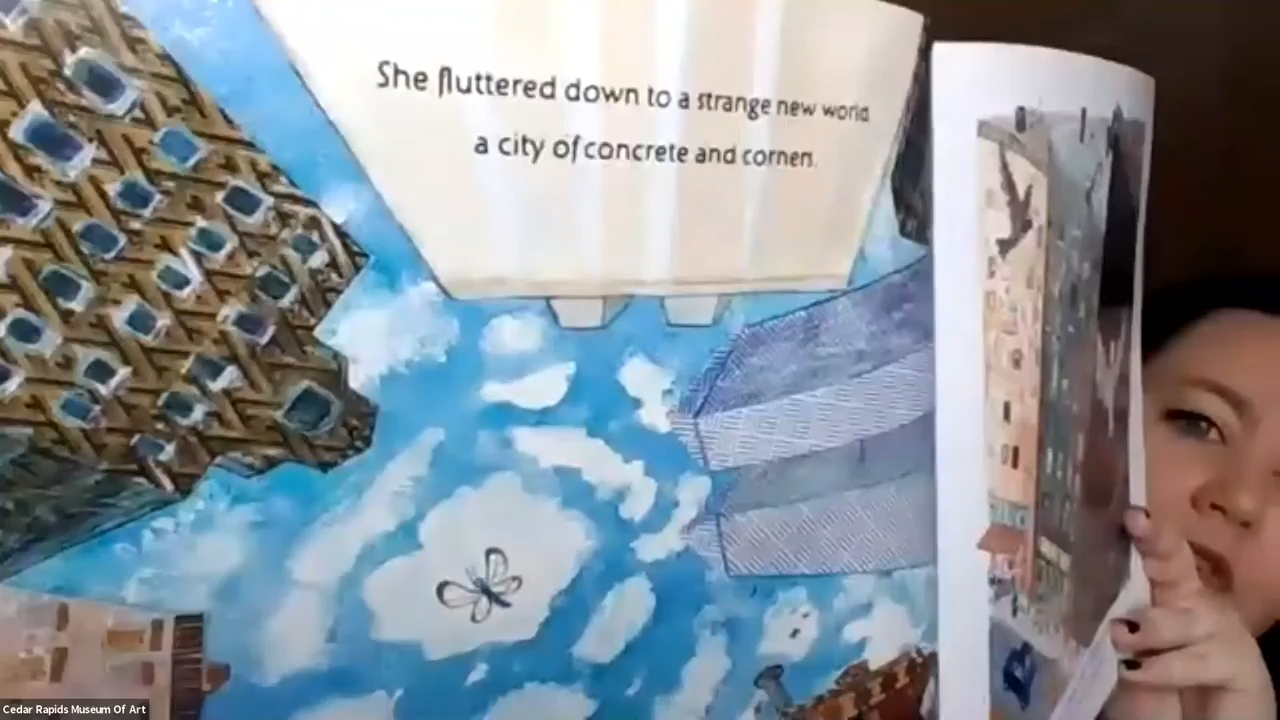 She fluttered down to a strange new world
a city of concrete and corners.
Cedar Rapids Museum Of Art